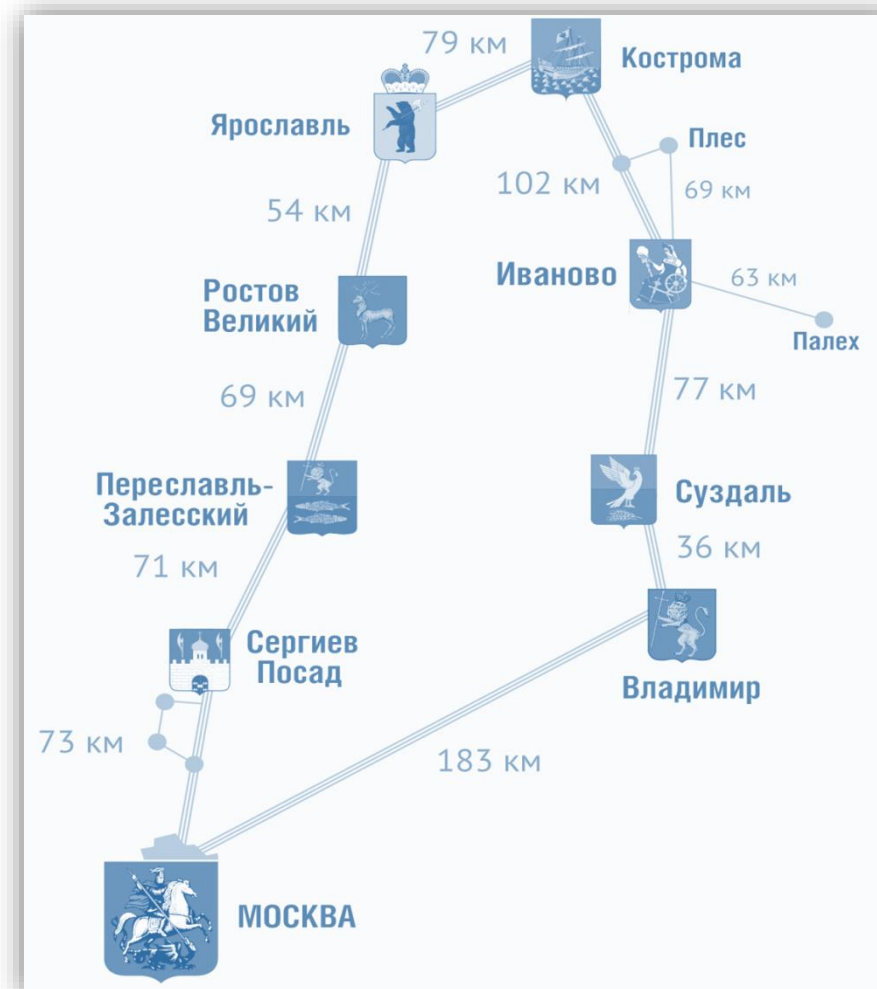 79 км
Кострома
Ярославль
Плес
102 км
69 км
54 км
Иваново
63 км
Ростов
Великий
Палех
69 км
77 км
Переславль-
Залесский
Суздаль
36 км
71 км
Сергиев
Посад
Владимир
73 км
183 км
МОСКВА